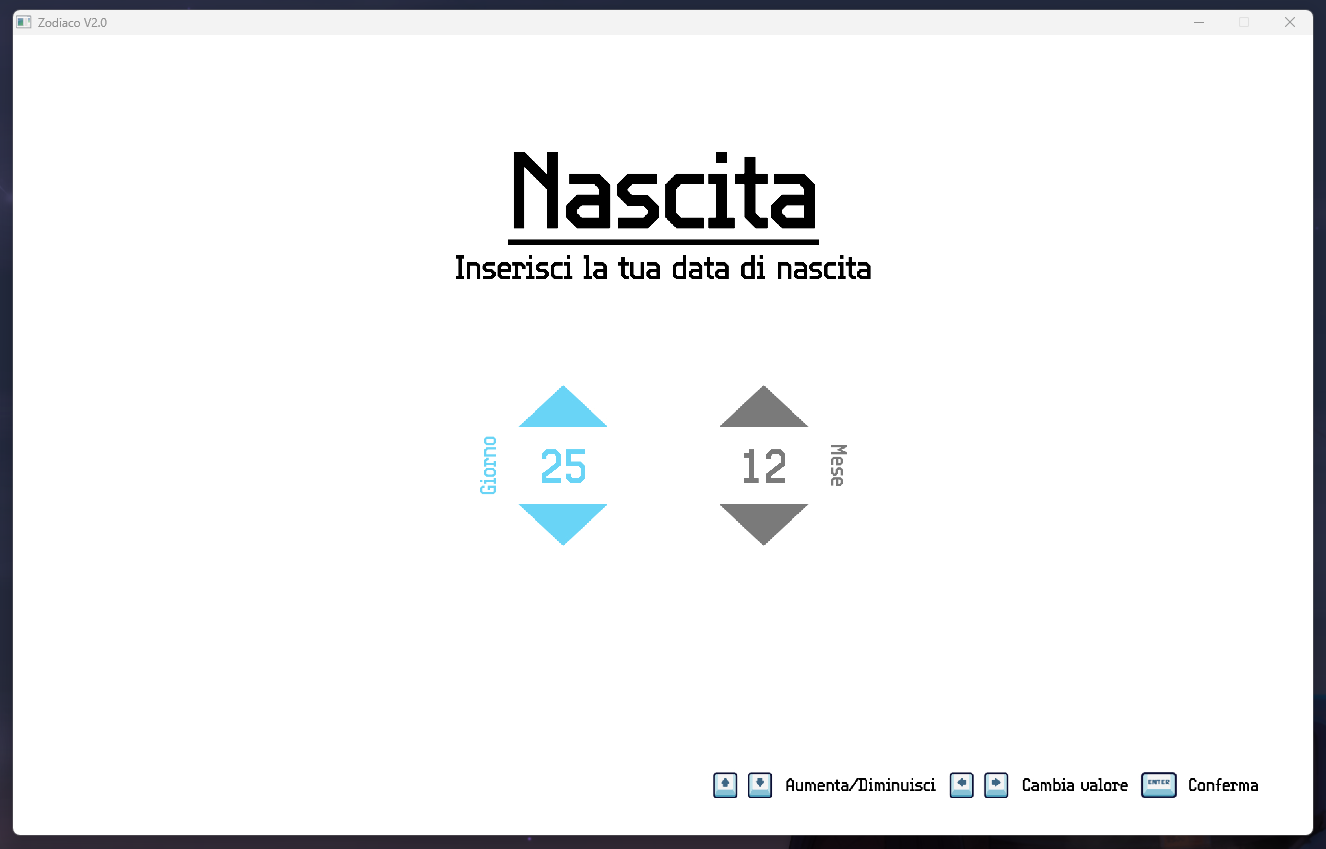 Zodiaco V2.0
Nascita
Inserisci la tua data di nascita
Giorno
25
12
Mese
Aumenta/Diminuisci
Cambia valore
ENTER
Conferma